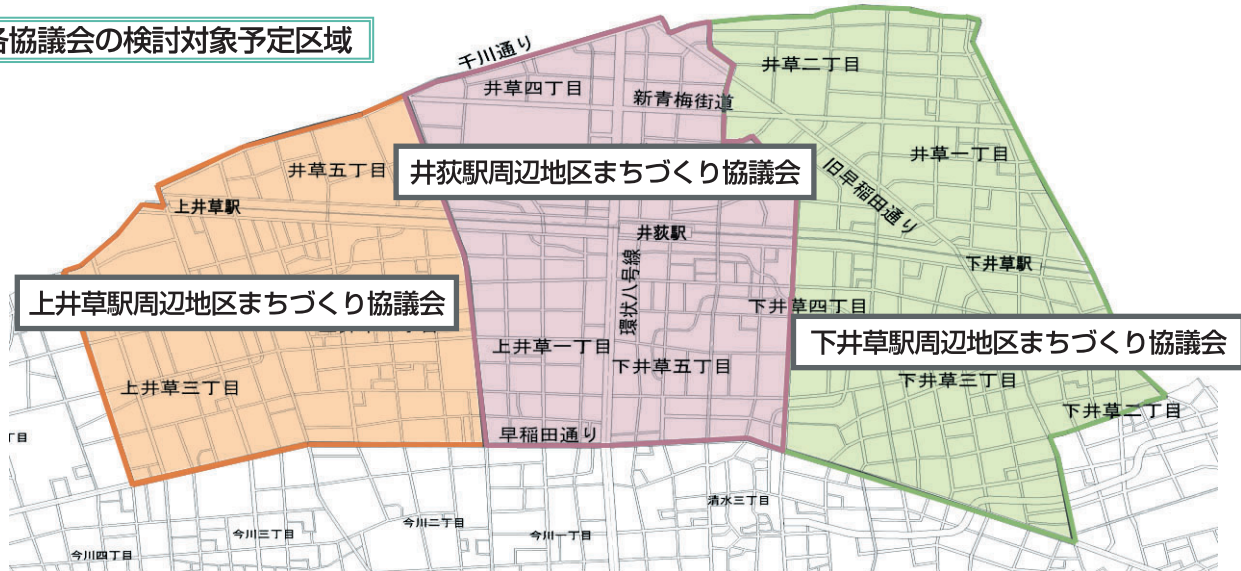 各協議会の検討対象予定区域
千川通り
井草二丁目
井草四丁目
新青梅街道
井草一丁目
井草五丁目
井荻駅周辺地区まちづくり協議会
旧早稲田通り
上井草駅
井荻駅
下井草駅
環状八号線
上井草駅周辺地区まちづくり協議会
下井草四丁目
下井草駅周辺地区まちづくり協議会
上井草一丁目
下井草五丁目
上井草三丁目
下井草三丁目
下井草二丁目
早稲田通り
丁目
清水三丁目
今川二丁目
今川三丁目
今川一丁目
今川四丁目